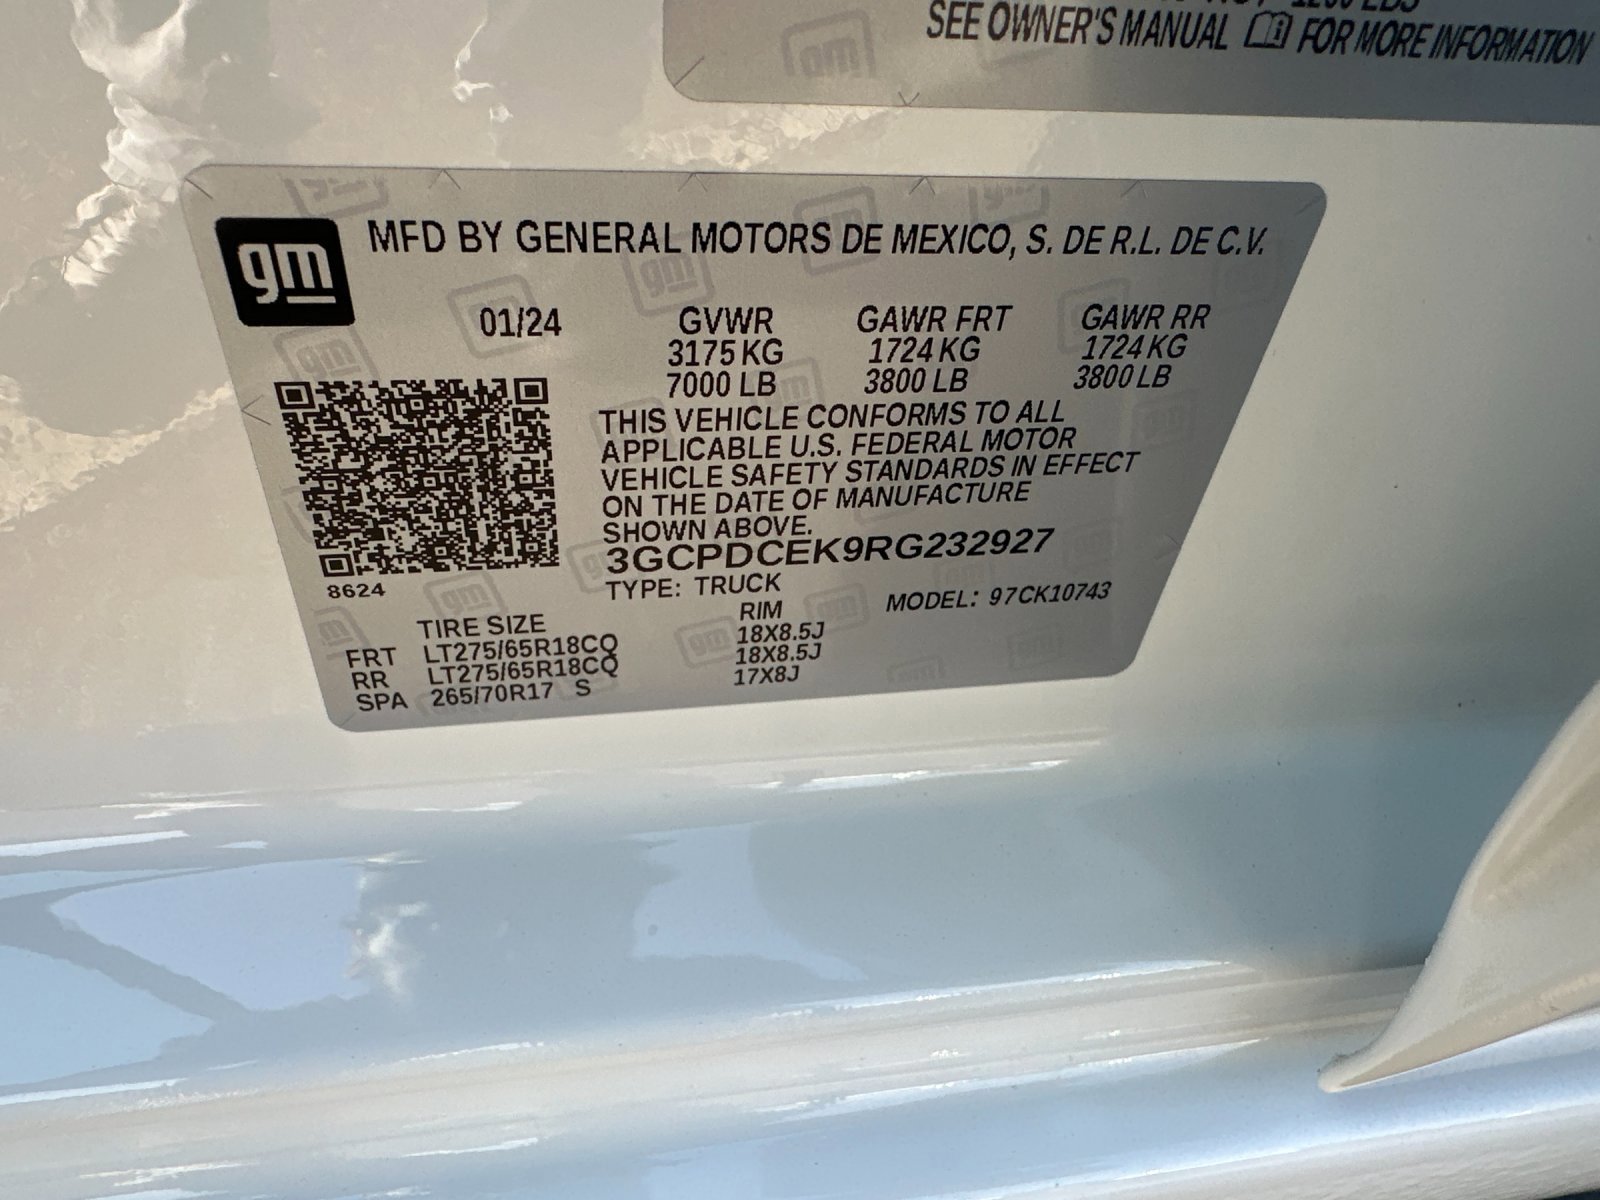 LBS
SEE OWNER'S MANUAL FOR MORE INFORMATION
gm
MFD BY GENERAL MOTORS DE MEXICO, S. DE R.L. DE C.V.
01/24 GVWR GAWR FRT GAWR RR
3175 KG 1724 KG 1724 KG
7000 LB 3800 LB 3800 LB
THIS VEHICLE CONFORMS TO ALL
APPLICABLE U.S. FEDERAL MOTOR
VEHICLE SAFETY STANDARDS IN EFFECT
ON THE DATE OF MANUFACTURE
SHOWN ABOVE.
3GCPDCEK9RG232927
8624
TYPE: TRUCK MODEL: 97CK10743
TIRE SIZE RIM
FRT LT275/65R18CQ 18X8.5J
RR LT275/65R18CQ 18X8.5J
SPA 265/70R17 S 17X8J